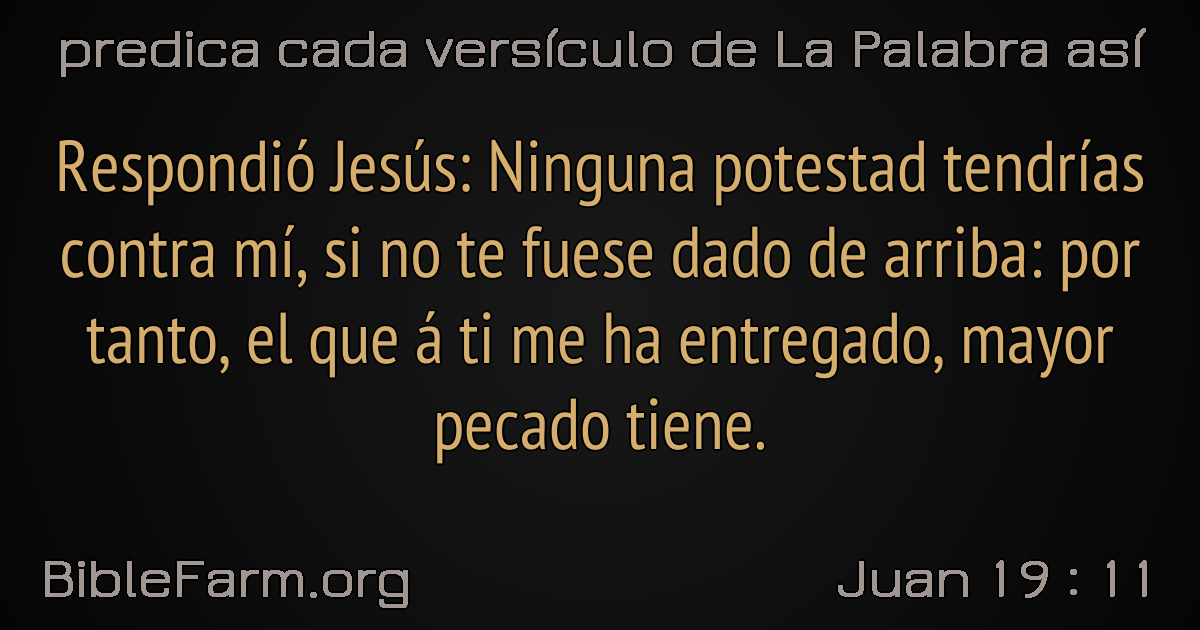 predica cada versículo de La Palabra así
Respondió Jesús: Ninguna potestad tendrías
contra mí, si no te fuese dado de arriba: por
tanto, el que á ti me ha entregado, mayor
pecado tiene.
BibleFarm.org
Juan 19 : 11